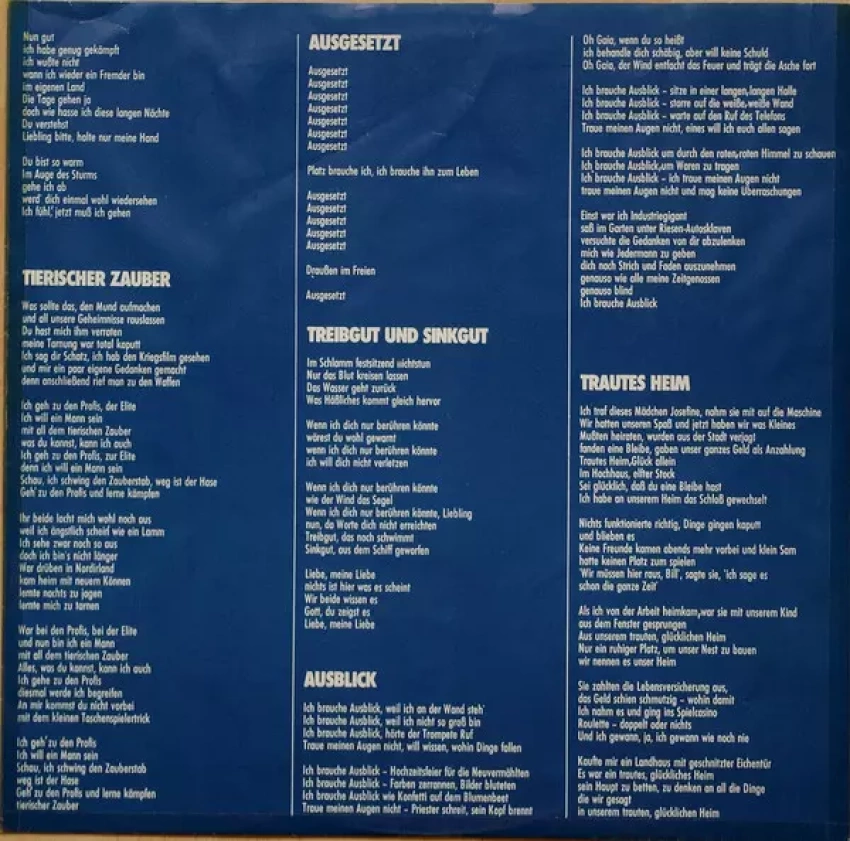 Nun gut
ich habe genug gekämpft
ich wußte nicht
wann ich wieder ein Fremder bin
im eigenen Land
Die Tage gehen ja
doch wie hasse ich diese langen Nächte
Du verstehst
Liebling bitte, halte nur meine Hand
Du bist so warm
Im Auge des Sturms
gehe ich ab
werd' dich einmal wohl wiedersehen
Ich fühl', jetzt muß ich gehen
TIERISCHER ZAUBER
Was sollte das, den Mund aufmachen
und all unsere Geheimnisse rauslassen
Du hast mich ihm verraten
meine Tarnung war total kaputt
Ich sag dir Schatz, ich hab den Kriegsfilm gesehen
und mir ein paar eigene Gedanken gemacht
denn anschließend rief man zu den Waffen
Ich geh zu den Profis, der Elite
Ich will ein Mann sein
mit all dem tierischen Zauber
was du kannst, kann ich auch
Ich geh zu den Profis, zur Elite
denn ich will ein Mann sein
Schau, ich schwing den Zauberstab, weg ist der Hase
Geh' zu den Profis und lerne kämpfen
Ihr beide lacht mich wohl noch aus
weil ich ängstlich schein' wie ein Lamm
Ich sehe zwar noch so aus
doch ich bin's nicht länger
War drüben in Nordirland
kam heim mit neuem Können
lernte nachts zu jagen
lernte mich zu tarnen
War bei den Profis, bei der Elite
und nun bin ich ein Mann
mit all dem tierischen Zauber
Alles, was du kannst, kann ich auch
Ich gehe zu den Profis
diesmal werde ich begreifen
An mir kommst du nicht vorbei
mit dem kleinen Taschenspielertrick
Ich geh' zu den Profis
Ich will ein Mann sein
Schau, ich schwing den Zauberstab
weg ist der Hase
Geh' zu den Profis und lerne kämpfen
tierischer Zauber
AUSGESETZT
Ausgesetzt
Ausgesetzt
Ausgesetzt
Ausgesetzt
Ausgesetzt
Ausgesetzt
Ausgesetzt
Platz brauche ich, ich brauche ihn zum Leben
Ausgesetzt
Ausgesetzt
Ausgesetzt
Ausgesetzt
Ausgesetzt
Draußen im Freien
Ausgesetzt
TREIBGUT UND SINKGUT
Im Schlamm festsitzend nichtstun
Nur das Blut kreisen lassen
Das Wasser geht zurück
Was Häßliches kommt gleich hervor
Wenn ich dich nur berühren könnte
wärest du wohl gewarnt
wenn ich dich nur berühren könnte
ich will dich nicht verletzen
Wenn ich dich nur berühren könnte
wie der Wind das Segel
Wenn ich dich nur berühren könnte, Liebling
nun, da Worte dich nicht erreichten
Treibgut, das noch schwimmt
Sinkgut, aus dem Schiff geworfen
Liebe, meine Liebe
nichts ist hier was es scheint
Wir beide wissen es
Gott, du zeigst es
Liebe, meine Liebe
AUSBLICK
Ich brauche Ausblick, weil ich an der Wand steh'
Ich brauche Ausblick, weil ich nicht so groß bin
Ich brauche Ausblick, hörte der Trompete Ruf
Traue meinen Augen nicht, will wissen, wohin Dinge fallen
Ich brauche Ausblick – Hochzeitsfeier für die Neuvermählten
Ich brauche Ausblick – Farben zerrannen, Bilder bluteten
Ich brauche Ausblick wie Konfetti auf dem Blumenbeet
Traue meinen Augen nicht – Priester schreit, sein Kopf brennt
Oh Gaia, wenn du so heißt
ich behandle dich schäbig, aber will keine Schuld
Oh Gaia, der Wind entfacht das Feuer und trägt die Asche fort
Ich brauche Ausblick – sitze in einer langen, langen Halle
Ich brauche Ausblick – starre auf die weiße, weiße Wand
Ich brauche Ausblick – warte auf den Ruf des Telefons
Traue meinen Augen nicht, eines will ich euch allen sagen
Ich brauche Ausblick um durch den roten, roten Himmel zu schauen
Ich brauche Ausblick, um Waren zu tragen
Ich brauche Ausblick – ich traue meinen Augen nicht
traue meinen Augen nicht und mag keine Überraschungen
Einst war ich Industriegigant
saß im Garten unter Riesen-Autosklaven
versuchte die Gedanken von dir abzulenken
mich wie Jedermann zu geben
dich nach Strich und Faden auszunehmen
genauso wie alle meine Zeitgenossen
genauso blind
Ich brauche Ausblick
TRAUTES HEIM
Ich traf dieses Mädchen Josefine, nahm sie mit auf die Maschine
Wir hatten unseren Spaß und jetzt haben wir was Kleines
Mußten heiraten, wurden aus der Stadt verjagt
fanden eine Bleibe, gaben unser ganzes Geld als Anzahlung
Trautes Heim, Glück allein
Im Hochhaus, elfter Stock
Sei glücklich, daß du eine Bleibe hast
Ich habe an unserem Heim das Schloß gewechselt
Nichts funktionierte richtig, Dinge gingen kaputt
und blieben es
Keine Freunde kamen abends mehr vorbei und klein Sam
hatte keinen Platz zum spielen
'Wir müssen hier raus, Bill', sagte sie, 'ich sage es
schon die ganze Zeit'
Als ich von der Arbeit heimkam, war sie mit unserem Kind
aus dem Fenster gesprungen
Aus unserem trauten, glücklichen Heim
Nur ein ruhiger Platz, um unser Nest zu bauen
wir nennen es unser Heim
Sie zahlten die Lebensversicherung aus,
das Geld schien schmutzig – wohin damit
Ich nahm es und ging ins Spielcasino
Roulette – doppelt oder nichts
Und ich gewann, ja, ich gewann wie noch nie
Kaufte mir ein Landhaus mit geschnitzter Eichentür
Es war ein trautes, glückliches Heim
sein Haupt zu betten, zu denken an all die Dinge
die wir gesagt
in unserem trauten, glücklichen Heim